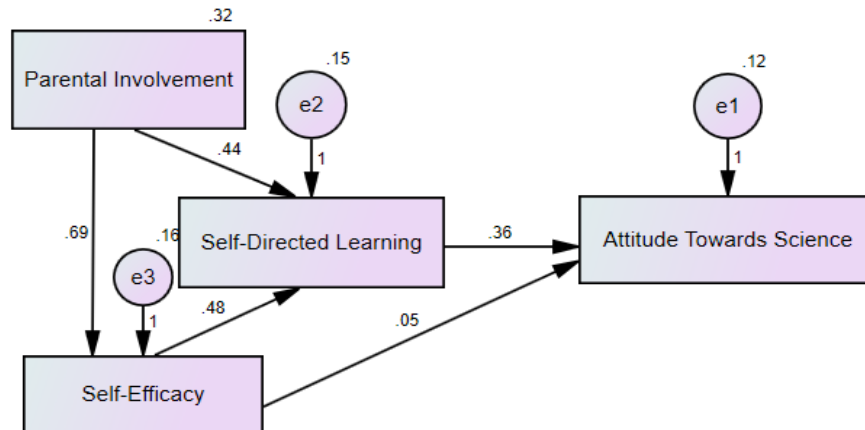 .32
Parental Involvement
.15
e2
1
.12
e1
1
.44
.69
Self-Directed Learning
.36
Attitude Towards Science
.16
e3
1
.48
.05
Self-Efficacy